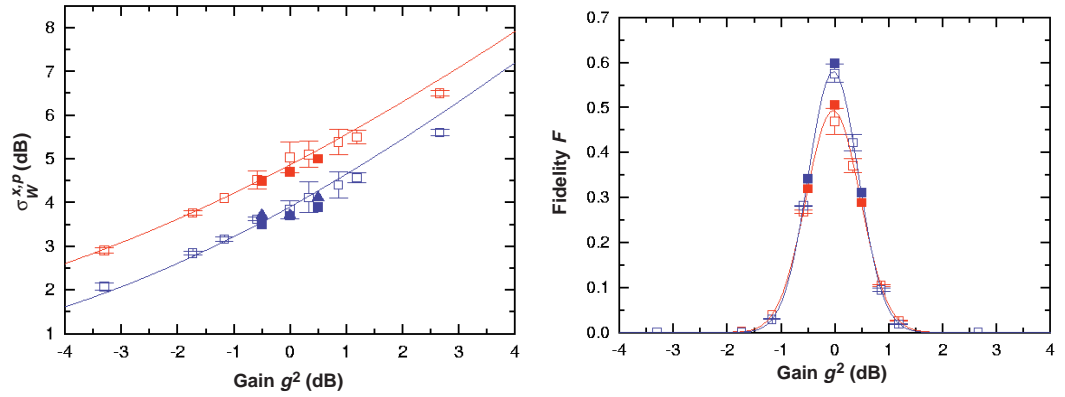 8
7
6
5
4
3
2
1
σ_W^{x,p} (dB)
-4 -3 -2 -1 0 1 2 3 4
Gain g² (dB)
0.7
0.6
0.5
0.4
0.3
0.2
0.1
0.0
Fidelity F
-4 -3 -2 -1 0 1 2 3 4
Gain g² (dB)